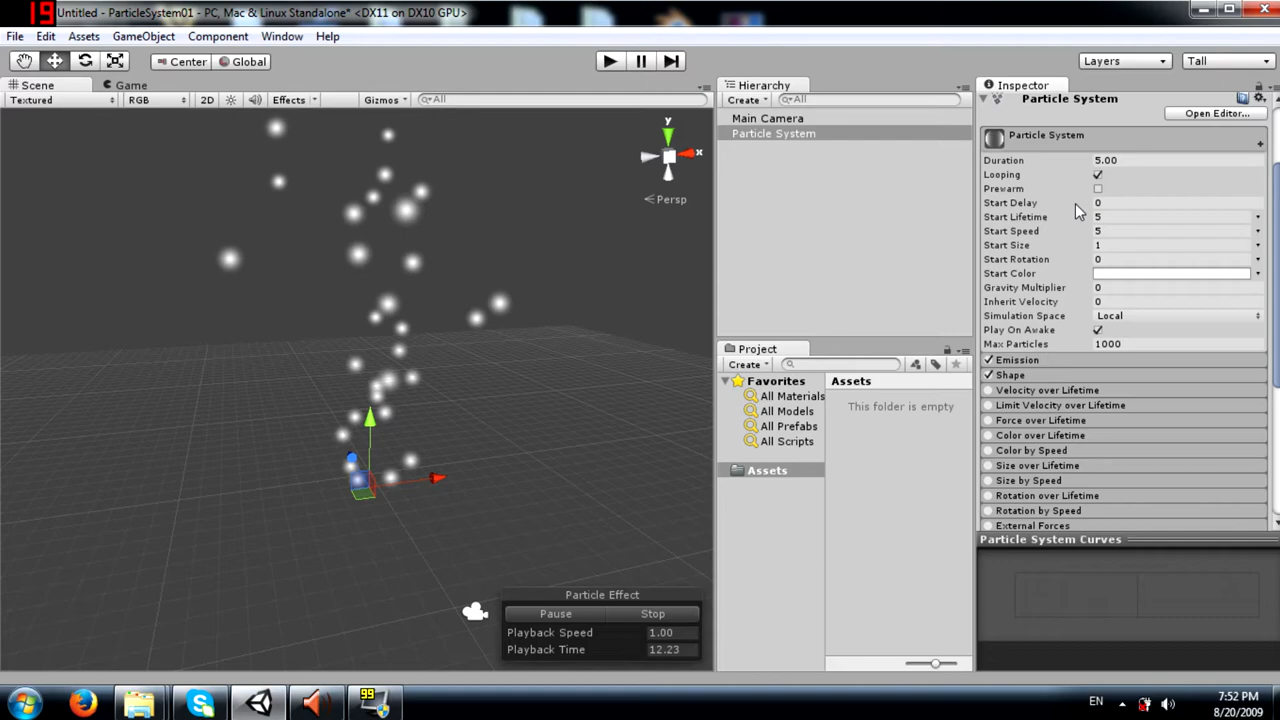 19
Untitled - ParticleSystem01 - PC, Mac & Linux Standalone* <DX11 on DX10 GPU>
File Edit Assets GameObject Component Window Help
Center Global Layers Tall
Scene Game
Textured RGB 2D Effects Gizmos All
y
x
Persp
Particle Effect
Pause Stop
Playback Speed 1.00
Playback Time 12.23
Hierarchy
Create All
Main Camera
Particle System
Project
Create
Favorites
All Materials
All Models
All Prefabs
All Scripts
Assets
Assets
This folder is empty
Inspector
Particle System
Open Editor...
Particle System
Duration 5.00
Looping
Prewarm
Start Delay 0
Start Lifetime 5
Start Speed 5
Start Size 1
Start Rotation 0
Start Color
Gravity Multiplier 0
Inherit Velocity 0
Simulation Space Local
Play On Awake
Max Particles 1000
Emission
Shape
Velocity over Lifetime
Limit Velocity over Lifetime
Force over Lifetime
Color over Lifetime
Color by Speed
Size over Lifetime
Size by Speed
Rotation over Lifetime
Rotation by Speed
External Forces
Particle System Curves
99
EN
7:52 PM
8/20/2009